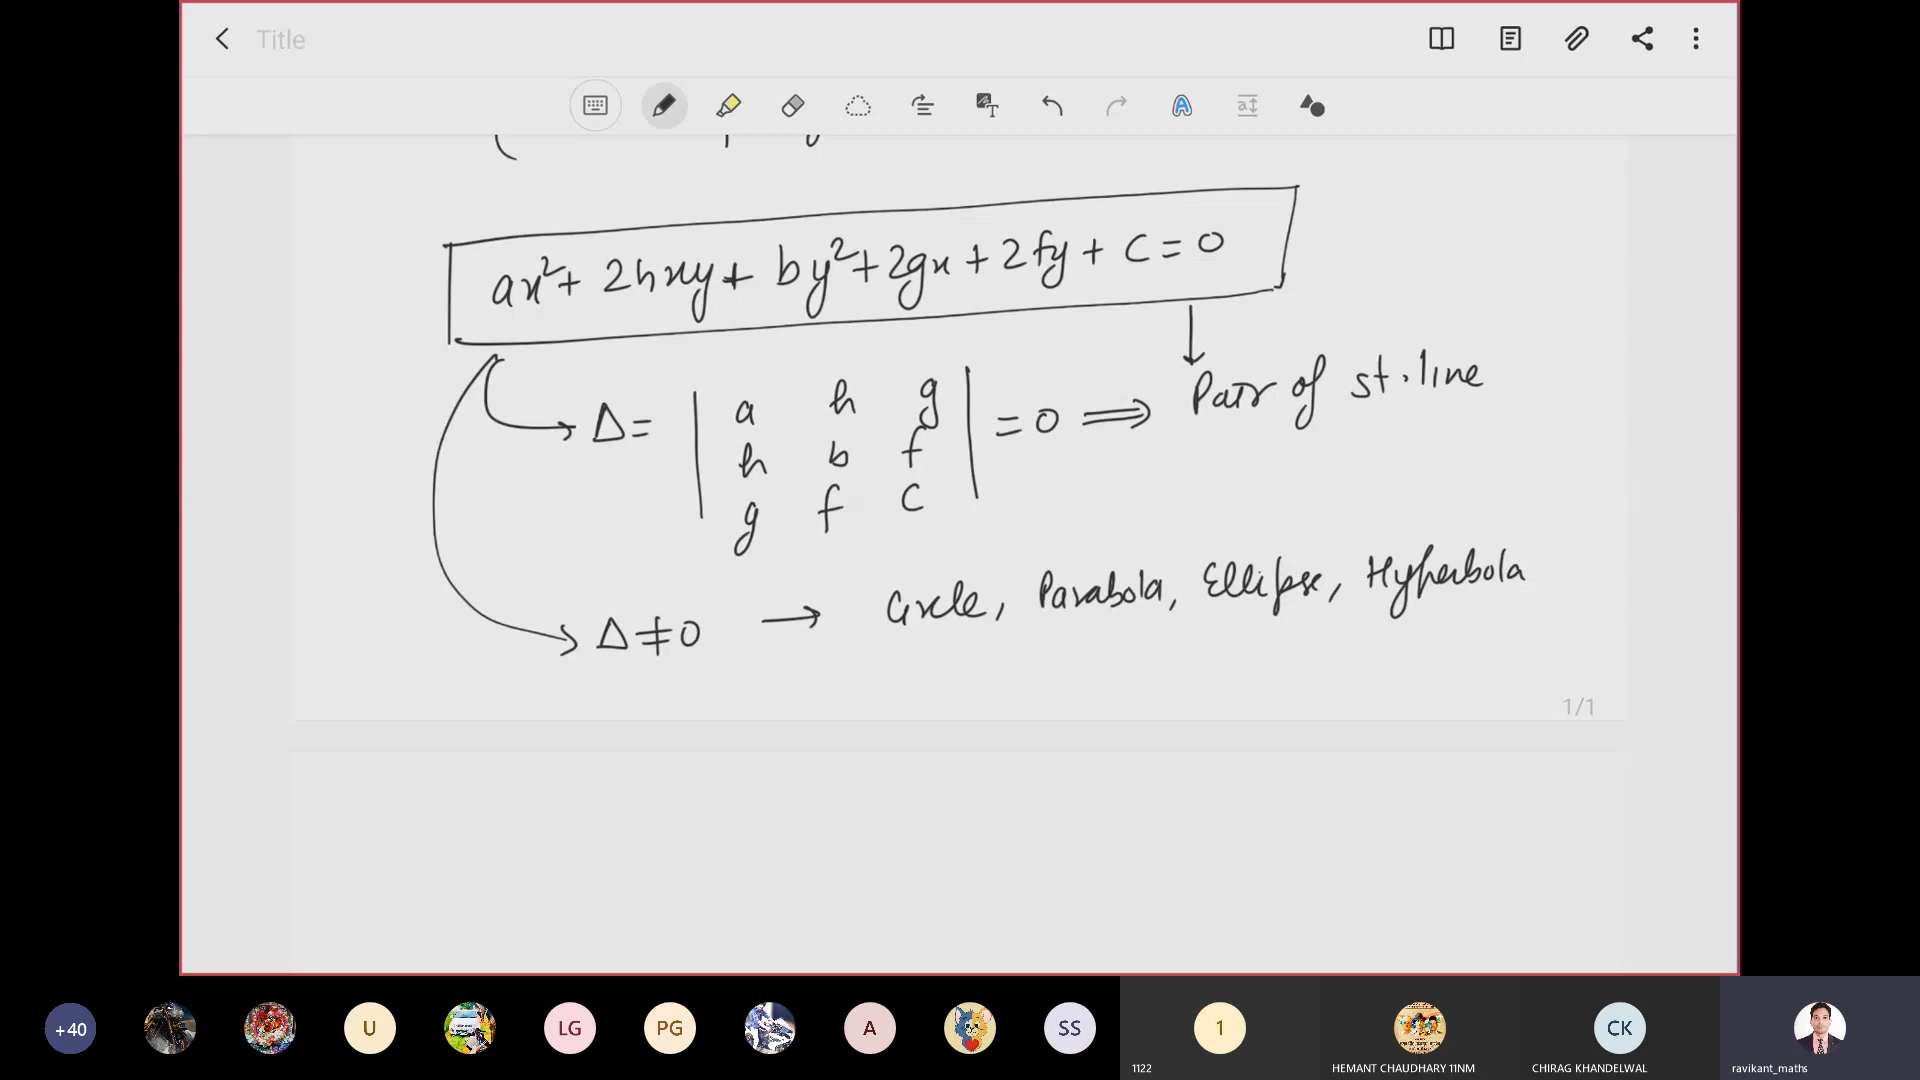 Title
ax²+ 2hxy+ by²+2gx+2fy+c=0
Δ= | a h g | =0 ⟹ Pair of st. line
h b f
g f c
Δ≠0 → Circle, Parabola, Ellipse, Hyperbola
1/1
+40 U LG PG A SS 1 CK
1122 HEMANT CHAUDHARY 11NM CHIRAG KHANDELWAL ravikant_maths